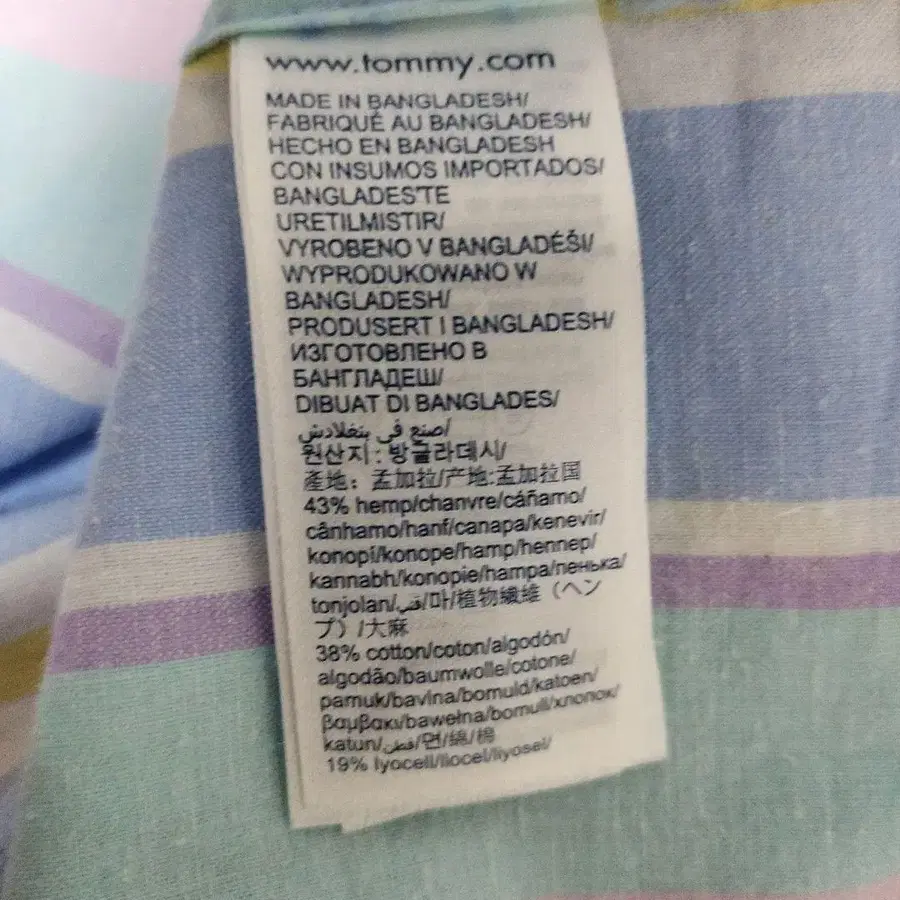 www.tommy.com
MADE IN BANGLADESH/
FABRIQUÉ AU BANGLADESH/
HECHO EN BANGLADESH
CON INSUMOS IMPORTADOS/
BANGLADES'TE
URETILMISTIR/
VYROBENO V BANGLADÉŠI/
WYPRODUKOWANO W
BANGLADESH/
PRODUSERT I BANGLADESH/
ИЗГОТОВЛЕНО В
БАНГЛАДЕШ/
DIBUAT DI BANGLADES/
صنع في بنغلادش/
원산지 : 방글라데시/
產地：孟加拉/产地:孟加拉国
43% hemp/chanvre/cáñamo/
cânhamo/hanf/canapa/kenevir/
konopí/konope/hamp/hennep/
kannabh/konopie/hampa/пенька/
tonjolan/قنب/마/植物繊維（ヘン
プ）/大麻
38% cotton/coton/algodón/
algodão/baumwolle/cotone/
pamuk/bavlna/bomuld/katoen/
βαμβακι/bawełna/bomull/хлопок/
katun/قطن/면/綿/棉
19% lyocell/liocel/liyosel/